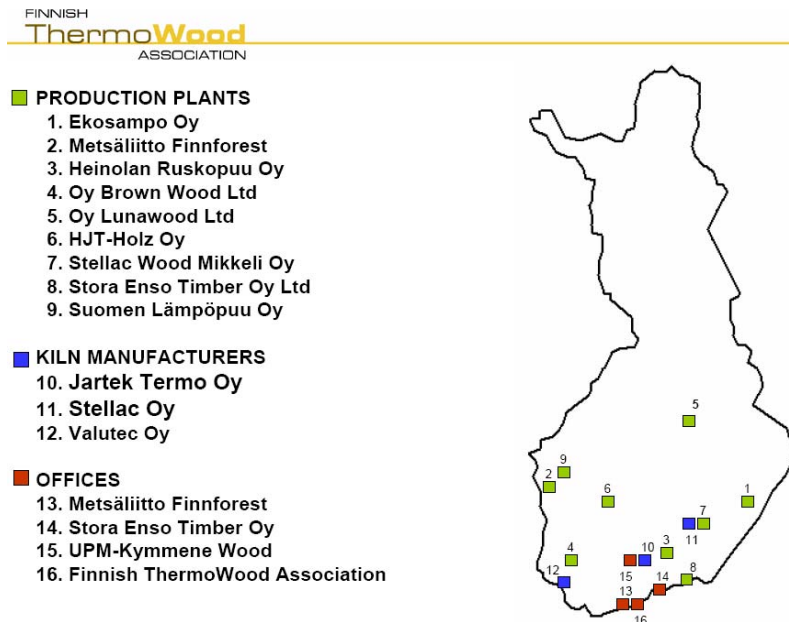 FINNISH
ThermoWood
ASSOCIATION
PRODUCTION PLANTS
1. Ekosampo Oy
2. Metsäliitto Finnforest
3. Heinolan Ruskopuu Oy
4. Oy Brown Wood Ltd
5. Oy Lunawood Ltd
6. HJT-Holz Oy
7. Stellac Wood Mikkeli Oy
8. Stora Enso Timber Oy Ltd
9. Suomen Lämpöpuu Oy
KILN MANUFACTURERS
10. Jartek Termo Oy
11. Stellac Oy
12. Valutec Oy
OFFICES
13. Metsäliitto Finnforest
14. Stora Enso Timber Oy
15. UPM-Kymmene Wood
16. Finnish ThermoWood Association
5
9
2
6
1
7
11
4
3
10
12
15
8
14
13
16